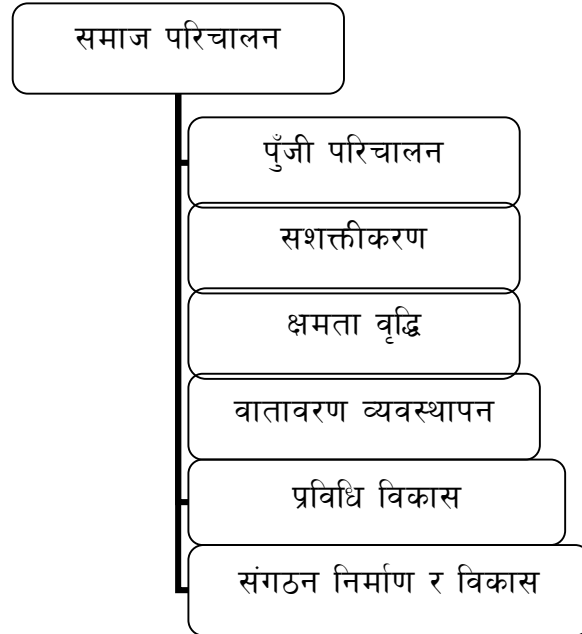 समाज परिचालन
पुँजी परिचालन
सशक्तीकरण
क्षमता वृद्धि
वातावरण व्यवस्थापन
प्रविधि विकास
संगठन निर्माण र विकास